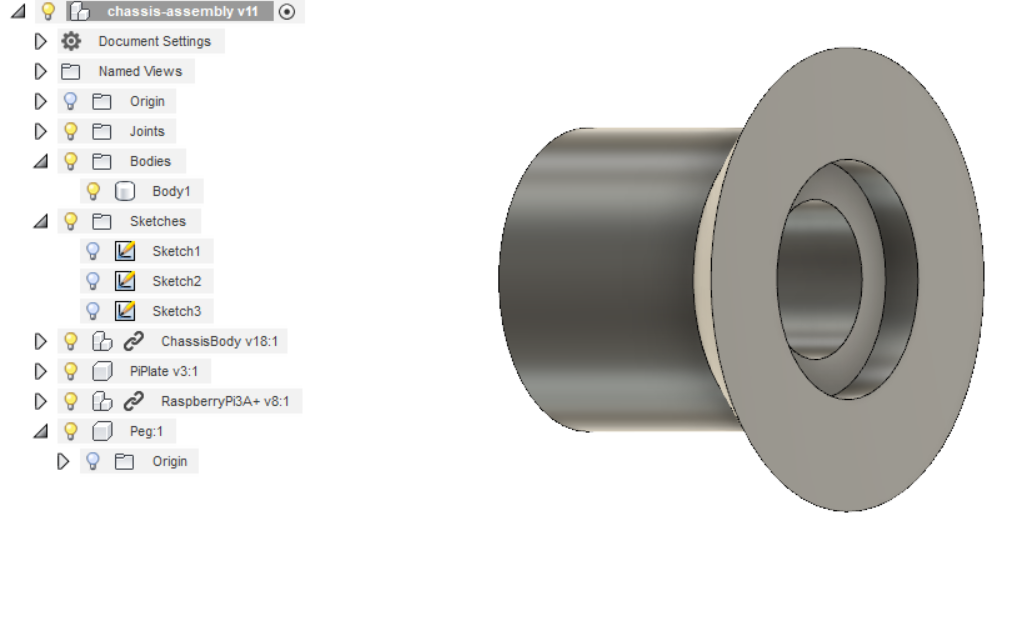 chassis-assembly v11
Document Settings
Named Views
Origin
Joints
Bodies
Body1
Sketches
Sketch1
Sketch2
Sketch3
ChassisBody v18:1
PiPlate v3:1
RaspberryPi3A+ v8:1
Peg:1
Origin